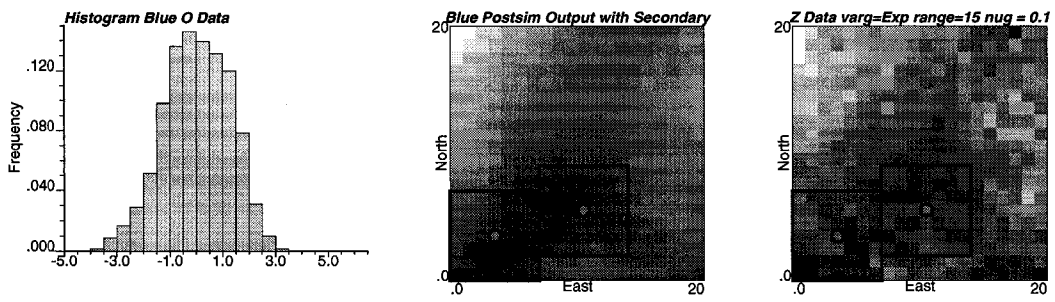 Histogram Blue O Data
Frequency
.120
.080
.040
.000
-5.0 -3.0 -1.0 1.0 3.0 5.0
Blue Postsim Output with Secondary
20
North
.0
.0 East 20
Z Data varg=Exp range=15 nug = 0.1
20
North
.0
.0 East 20